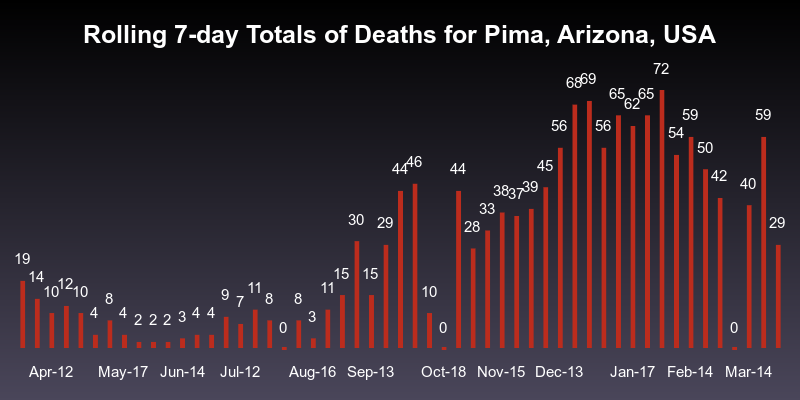 Rolling 7-day Totals of Deaths for Pima, Arizona, USA
19 14 10 12 10 4 8 4 2 2 2 3 4 4 9 7 11 8 0 8 3 11 15 30 15 29 44 46 10 0 44 28 33 38 37 39 45 56 68 69 56 65 62 65 72 54 59 50 42 0 40 59 29
Apr-12 May-17 Jun-14 Jul-12 Aug-16 Sep-13 Oct-18 Nov-15 Dec-13 Jan-17 Feb-14 Mar-14